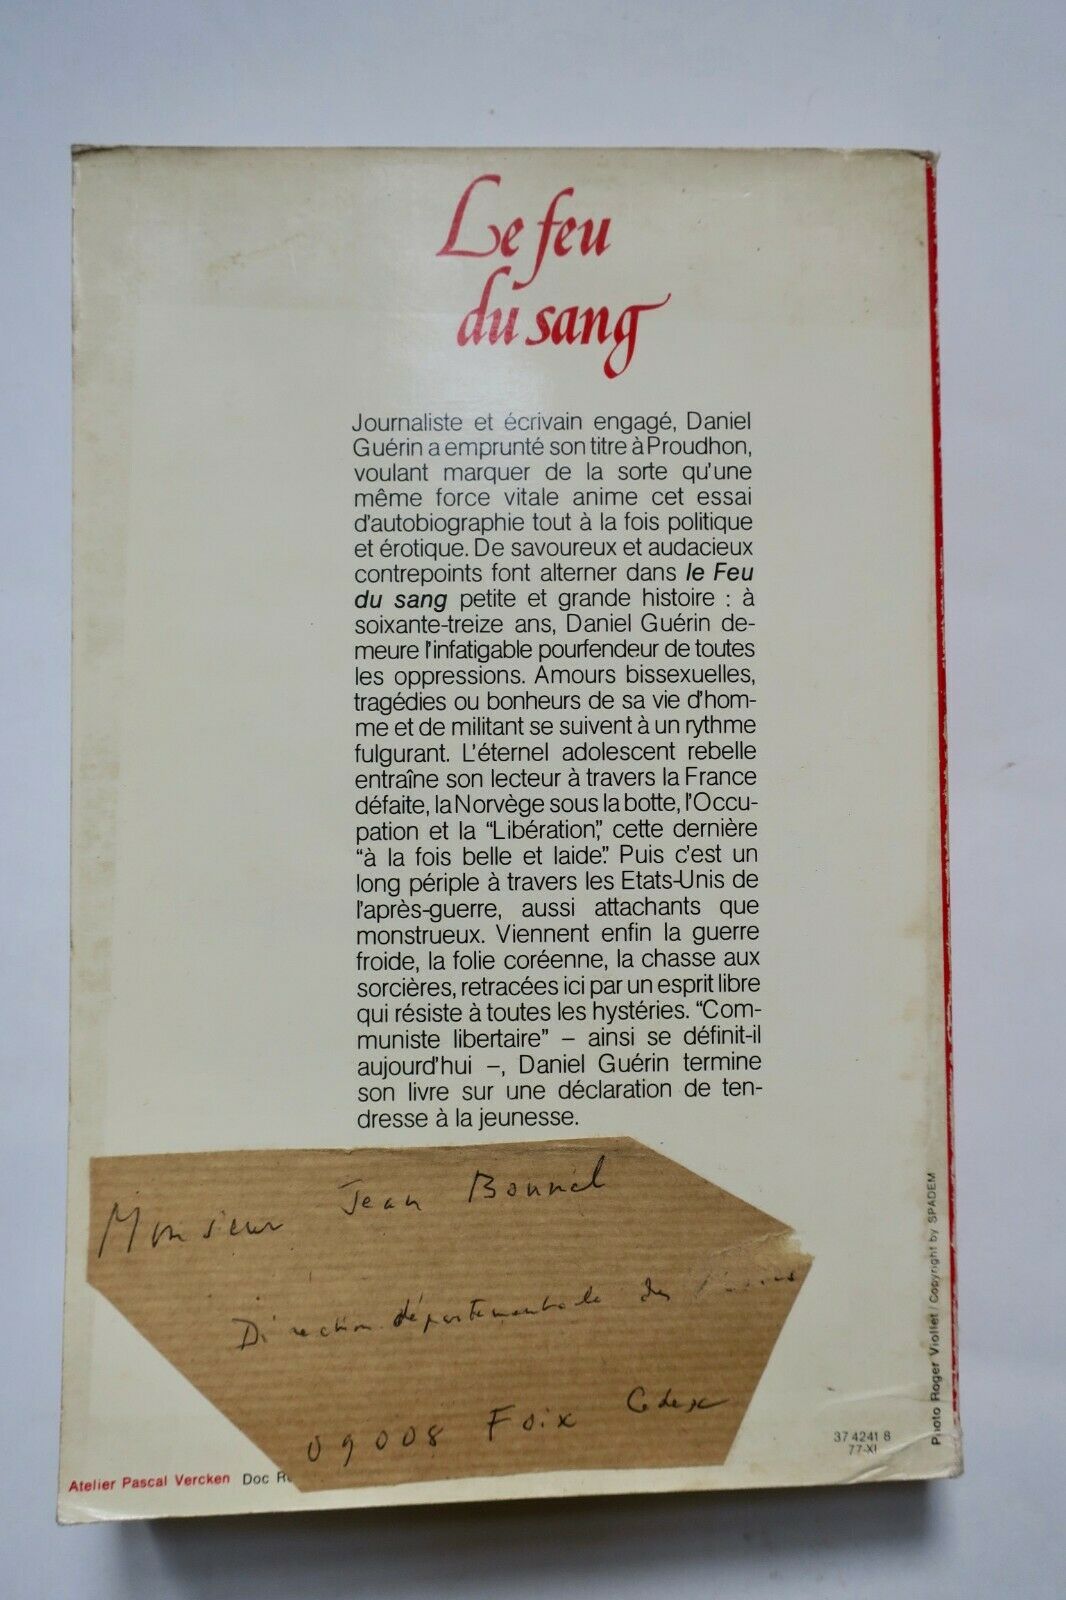 Le feu
du sang
Journaliste et écrivain engagé, Daniel
Guérin a emprunté son titre à Proudhon,
voulant marquer de la sorte qu'une
même force vitale anime cet essai
d'autobiographie tout à la fois politique
et érotique. De savoureux et audacieux
contrepoints font alterner dans le Feu
du sang petite et grande histoire : à
soixante-treize ans, Daniel Guérin de-
meure l'infatigable pourfendeur de toutes
les oppressions. Amours bissexuelles,
tragédies ou bonheurs de sa vie d'hom-
me et de militant se suivent à un rythme
fulgurant. L'éternel adolescent rebelle
entraîne son lecteur à travers la France
défaite, la Norvège sous la botte, l'Occu-
pation et la “Libération”, cette dernière
“à la fois belle et laide”. Puis c'est un
long périple à travers les Etats-Unis de
l'après-guerre, aussi attachants que
monstrueux. Viennent enfin la guerre
froide, la folie coréenne, la chasse aux
sorcières, retracées ici par un esprit libre
qui résiste à toutes les hystéries. “Com-
muniste libertaire” – ainsi se définit-il
aujourd'hui –, Daniel Guérin termine
son livre sur une déclaration de ten-
dresse à la jeunesse.
Monsieur Jean Bonnel
Direction départementale des
09008 Foix Cedex
Photo Roger Viollet / Copyright by SPADEM
37 4241 8
77-XI
Atelier Pascal Vercken Doc